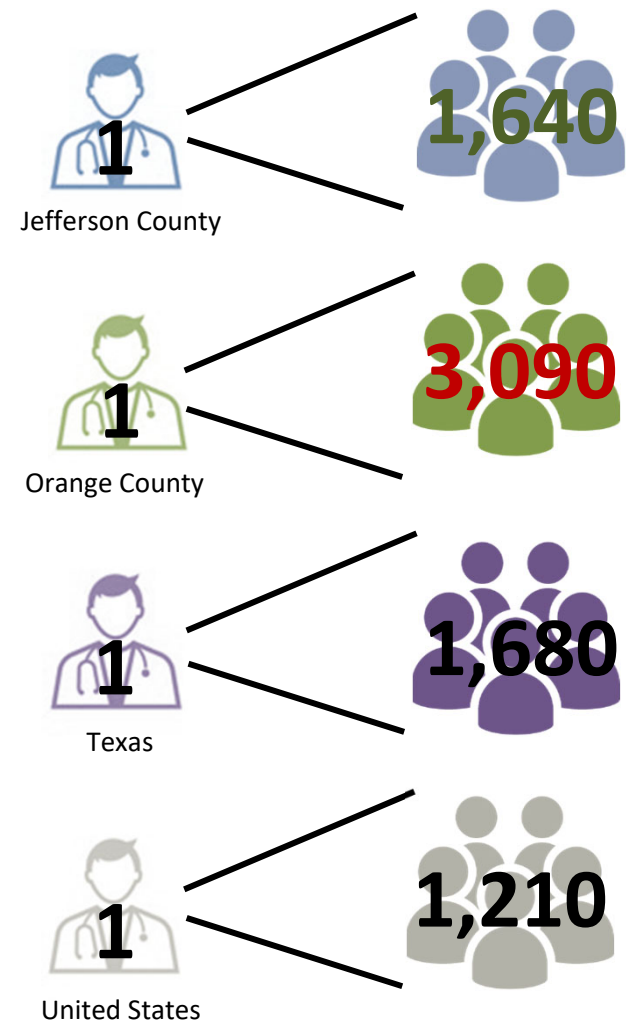 1 1,640
Jefferson County
1 3,090
Orange County
1 1,680
Texas
1 1,210
United States